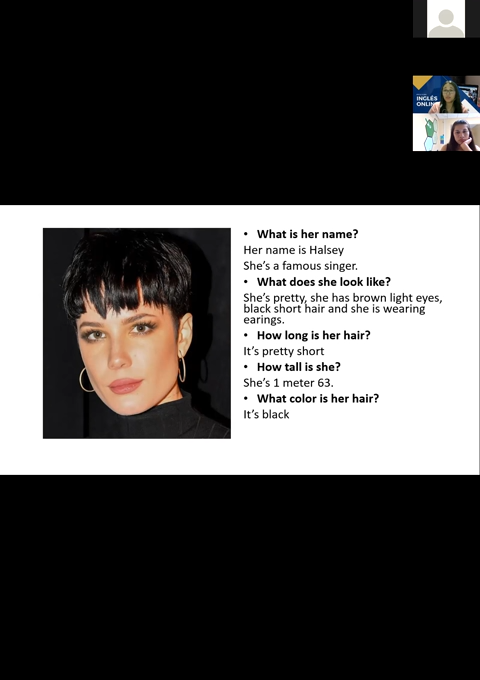 INGLÉS
ONLIN
• What is her name?
Her name is Halsey
She's a famous singer.
• What does she look like?
She's pretty, she has brown light eyes,
black short hair and she is wearing
earings.
• How long is her hair?
It's pretty short
• How tall is she?
She's 1 meter 63.
• What color is her hair?
It's black